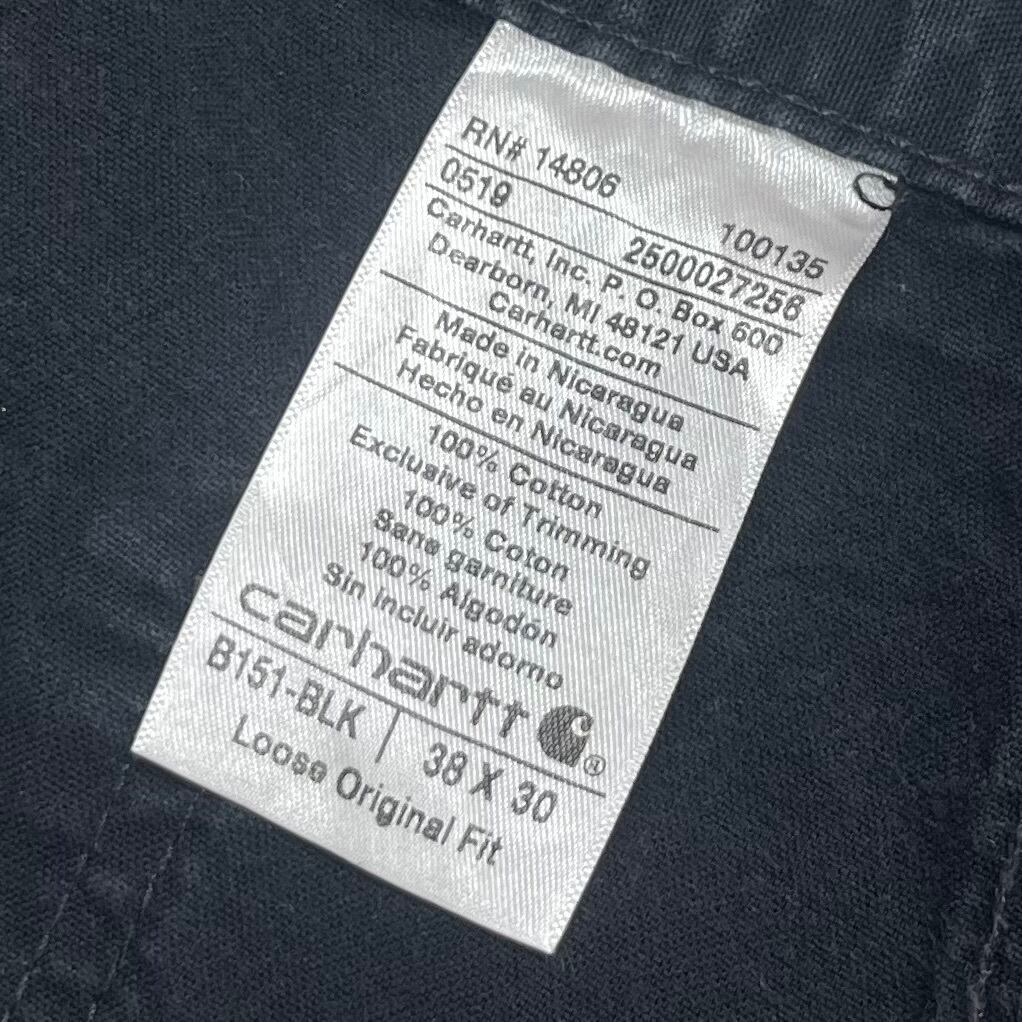 RN# 14806 100135
0519 2500027256
Carhartt, Inc. P. O. Box 600
Dearborn, MI 48121 USA
Carhartt.com
Made in Nicaragua
Fabriqué au Nicaragua
Hecho en Nicaragua
100% Cotton
Exclusive of Trimming
100% Coton
Sans garniture
100% Algodón
Sin incluir adorno
carhartt ®
B151-BLK | 38 X 30
Loose Original Fit